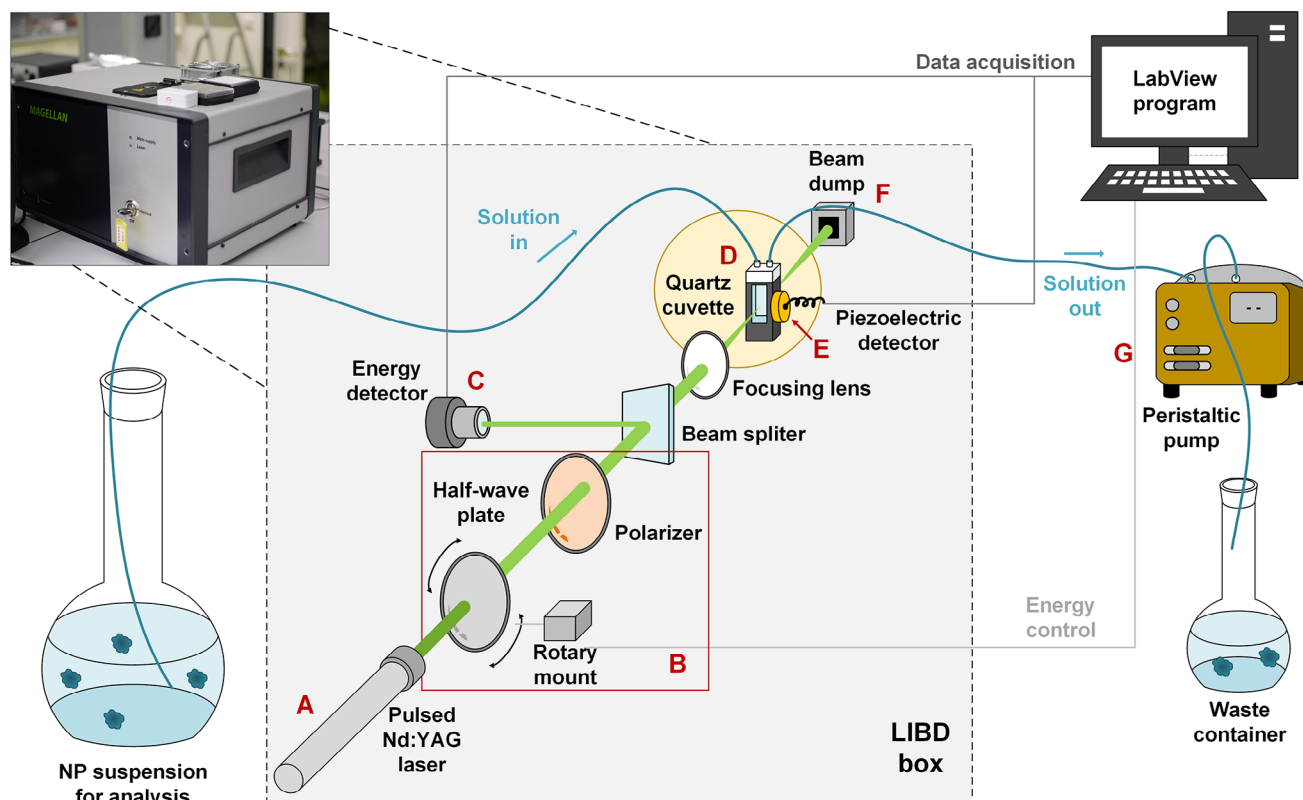 MAGELLAN
Data acquisition
LabView
program
Beam
dump
F
Solution
in
D
Quartz
cuvette
Solution
out
Piezoelectric
detector
E
G
Energy
detector
C
Focusing lens
Beam spliter
Peristaltic
pump
Half-wave
plate
Polarizer
Energy
control
Rotary
mount
B
A
Pulsed
Nd:YAG
laser
LIBD
box
Waste
container
NP suspension
for analysis